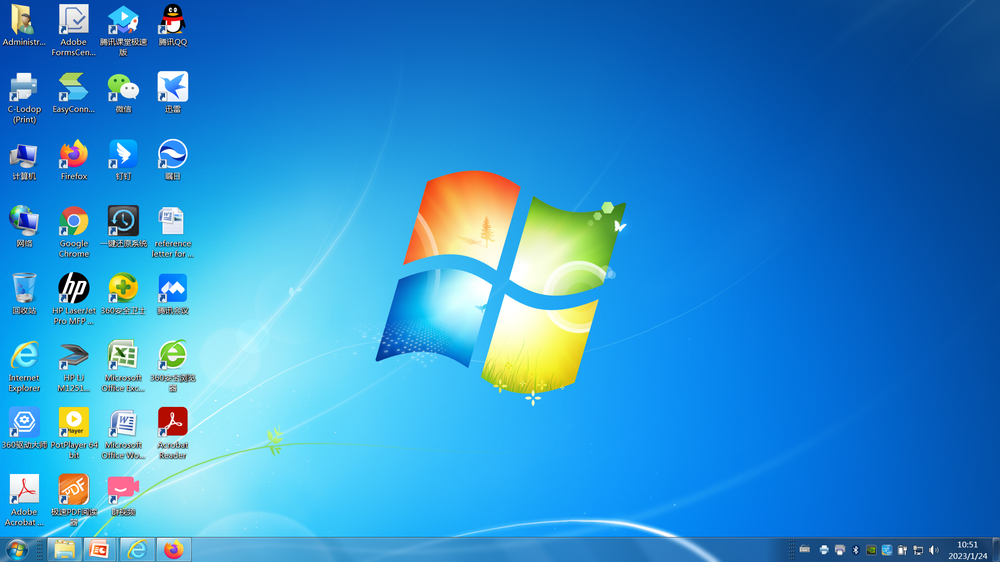 Administr...
Adobe
FormsCen...
腾讯课堂极速
版
腾讯QQ
C-Lodop
(Print)
EasyConn...
微信
迅雷
计算机
Firefox
钉钉
瞩目
网络
Google
Chrome
一键还原系统
reference
letter for ...
回收站
hp
HP LaserJet
Pro MFP ...
360安全卫士
腾讯会议
Internet
Explorer
HP LJ
M1251...
Microsoft
Office Exc...
360安全浏览
器
360驱动大师
Player
PotPlayer 64
bit
Microsoft
Office Wo...
Acrobat
Reader
Adobe
Acrobat ...
PDF
极速PDF阅读
器
群视频
10:51
2023/1/24